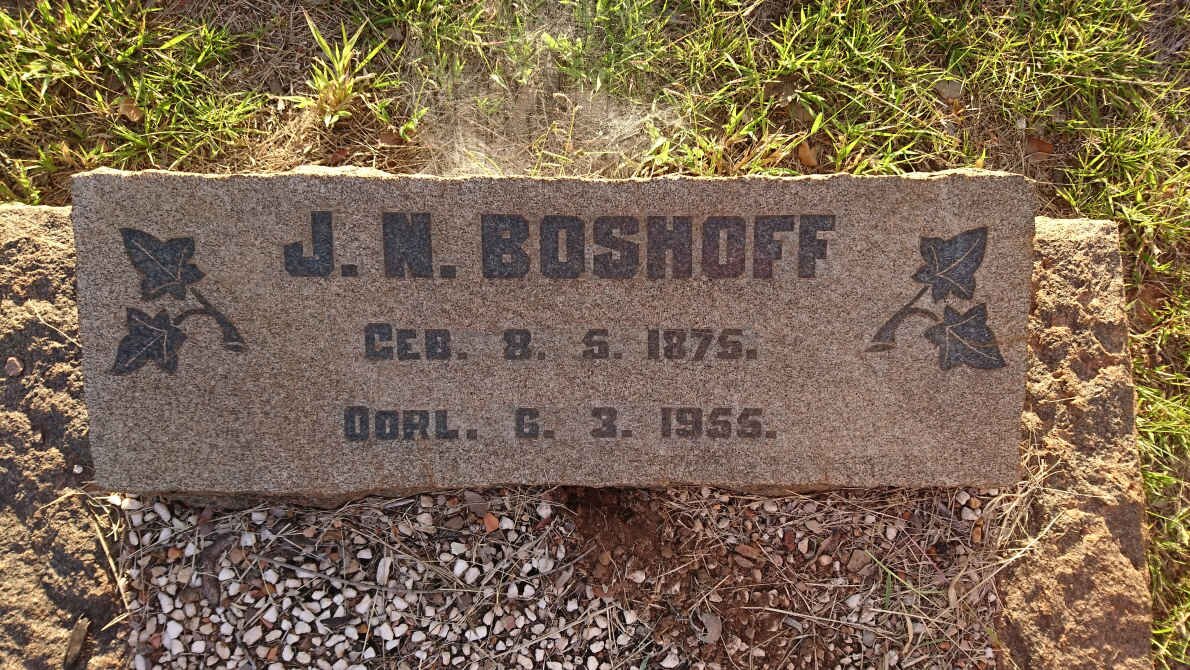 J. N. BOSHOFF
GEB. 8. 5. 1875.
OORL. 6. 3. 1955.